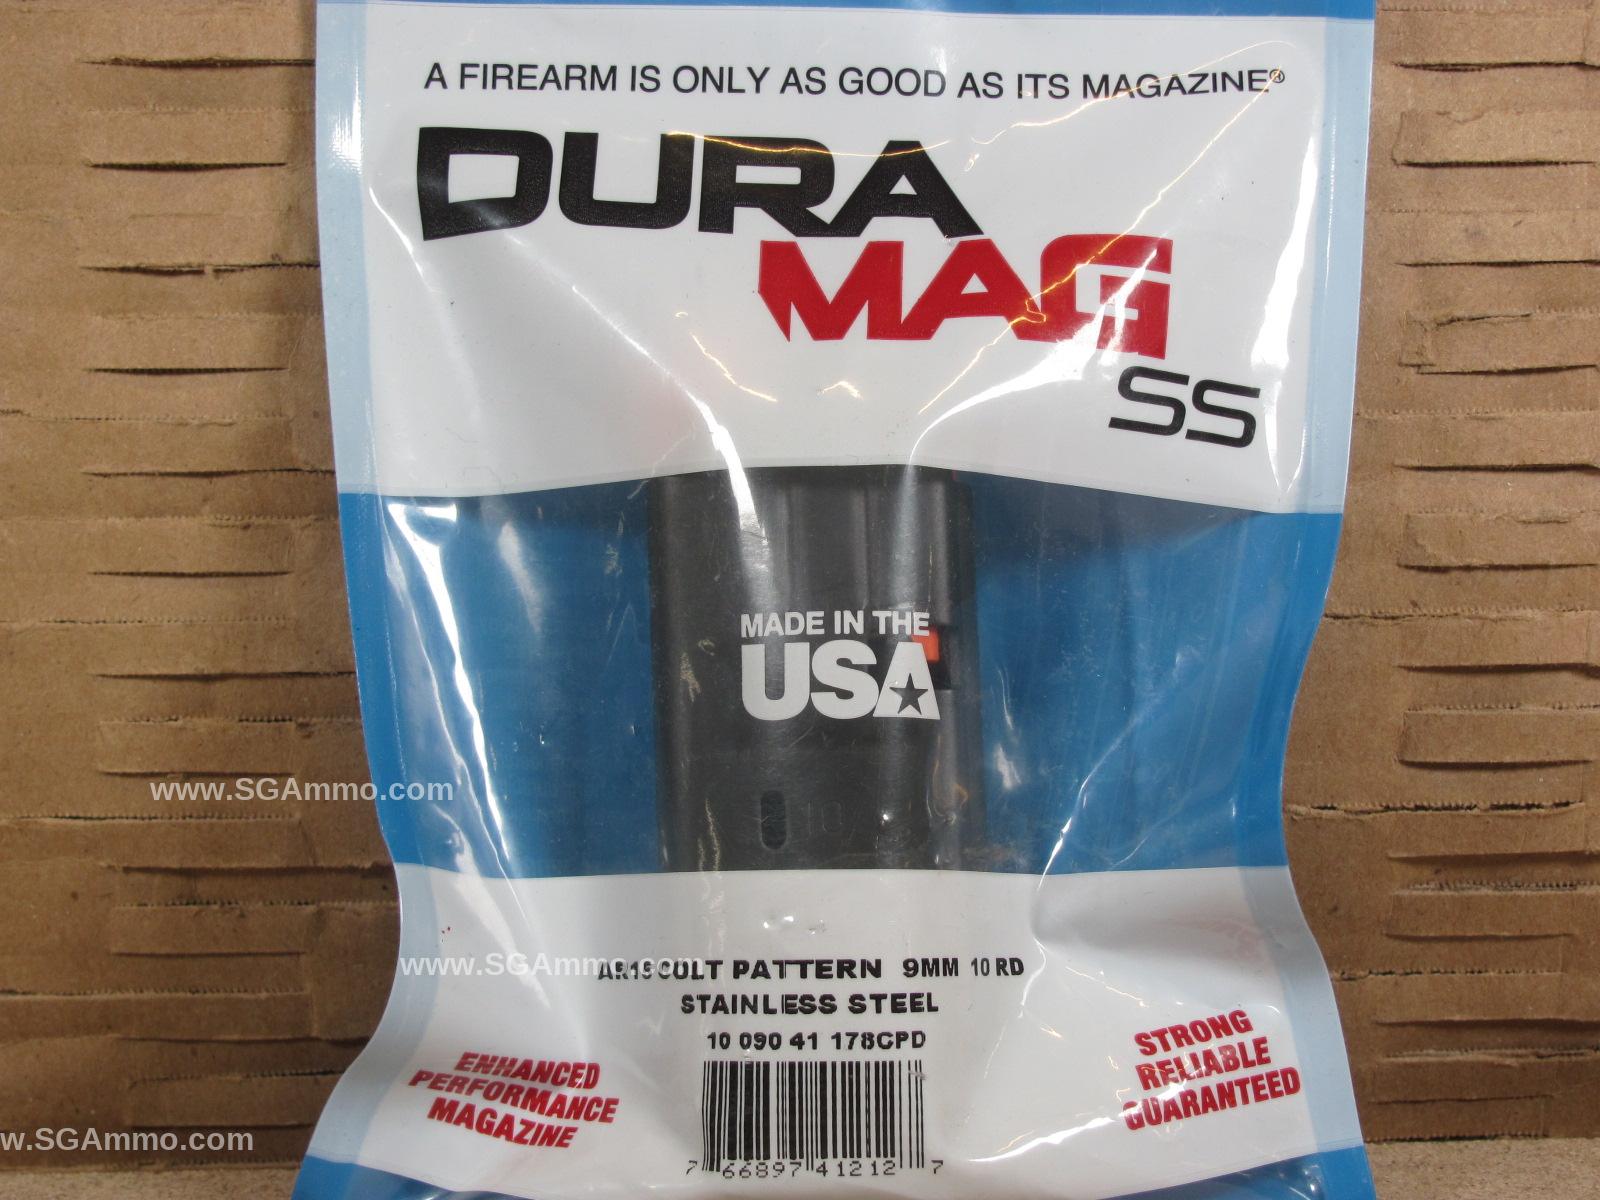 A FIREARM IS ONLY AS GOOD AS ITS MAGAZINE®
DURA
MAG
SS
MADE IN THE
USA
10
www.SGAmmo.com
www.SGAmmo.com
AR15 COLT PATTERN 9MM 10 RD
STAINLESS STEEL
10 090 41 178CPD
ENHANCED
PERFORMANCE
MAGAZINE
STRONG
RELIABLE
GUARANTEED
w.SGAmmo.com
7 66897 41212 7